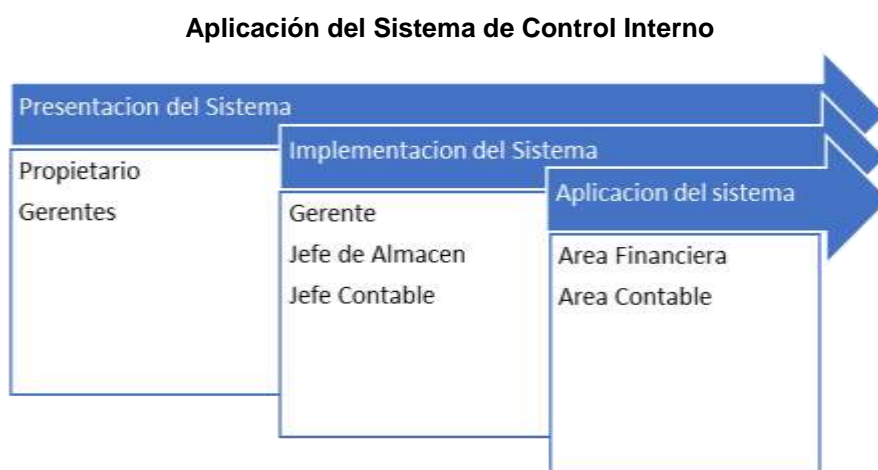 Aplicación del Sistema de Control Interno
Presentacion del Sistema
Propietario
Gerentes
Implementacion del Sistema
Gerente
Jefe de Almacen
Jefe Contable
Aplicacion del sistema
Area Financiera
Area Contable